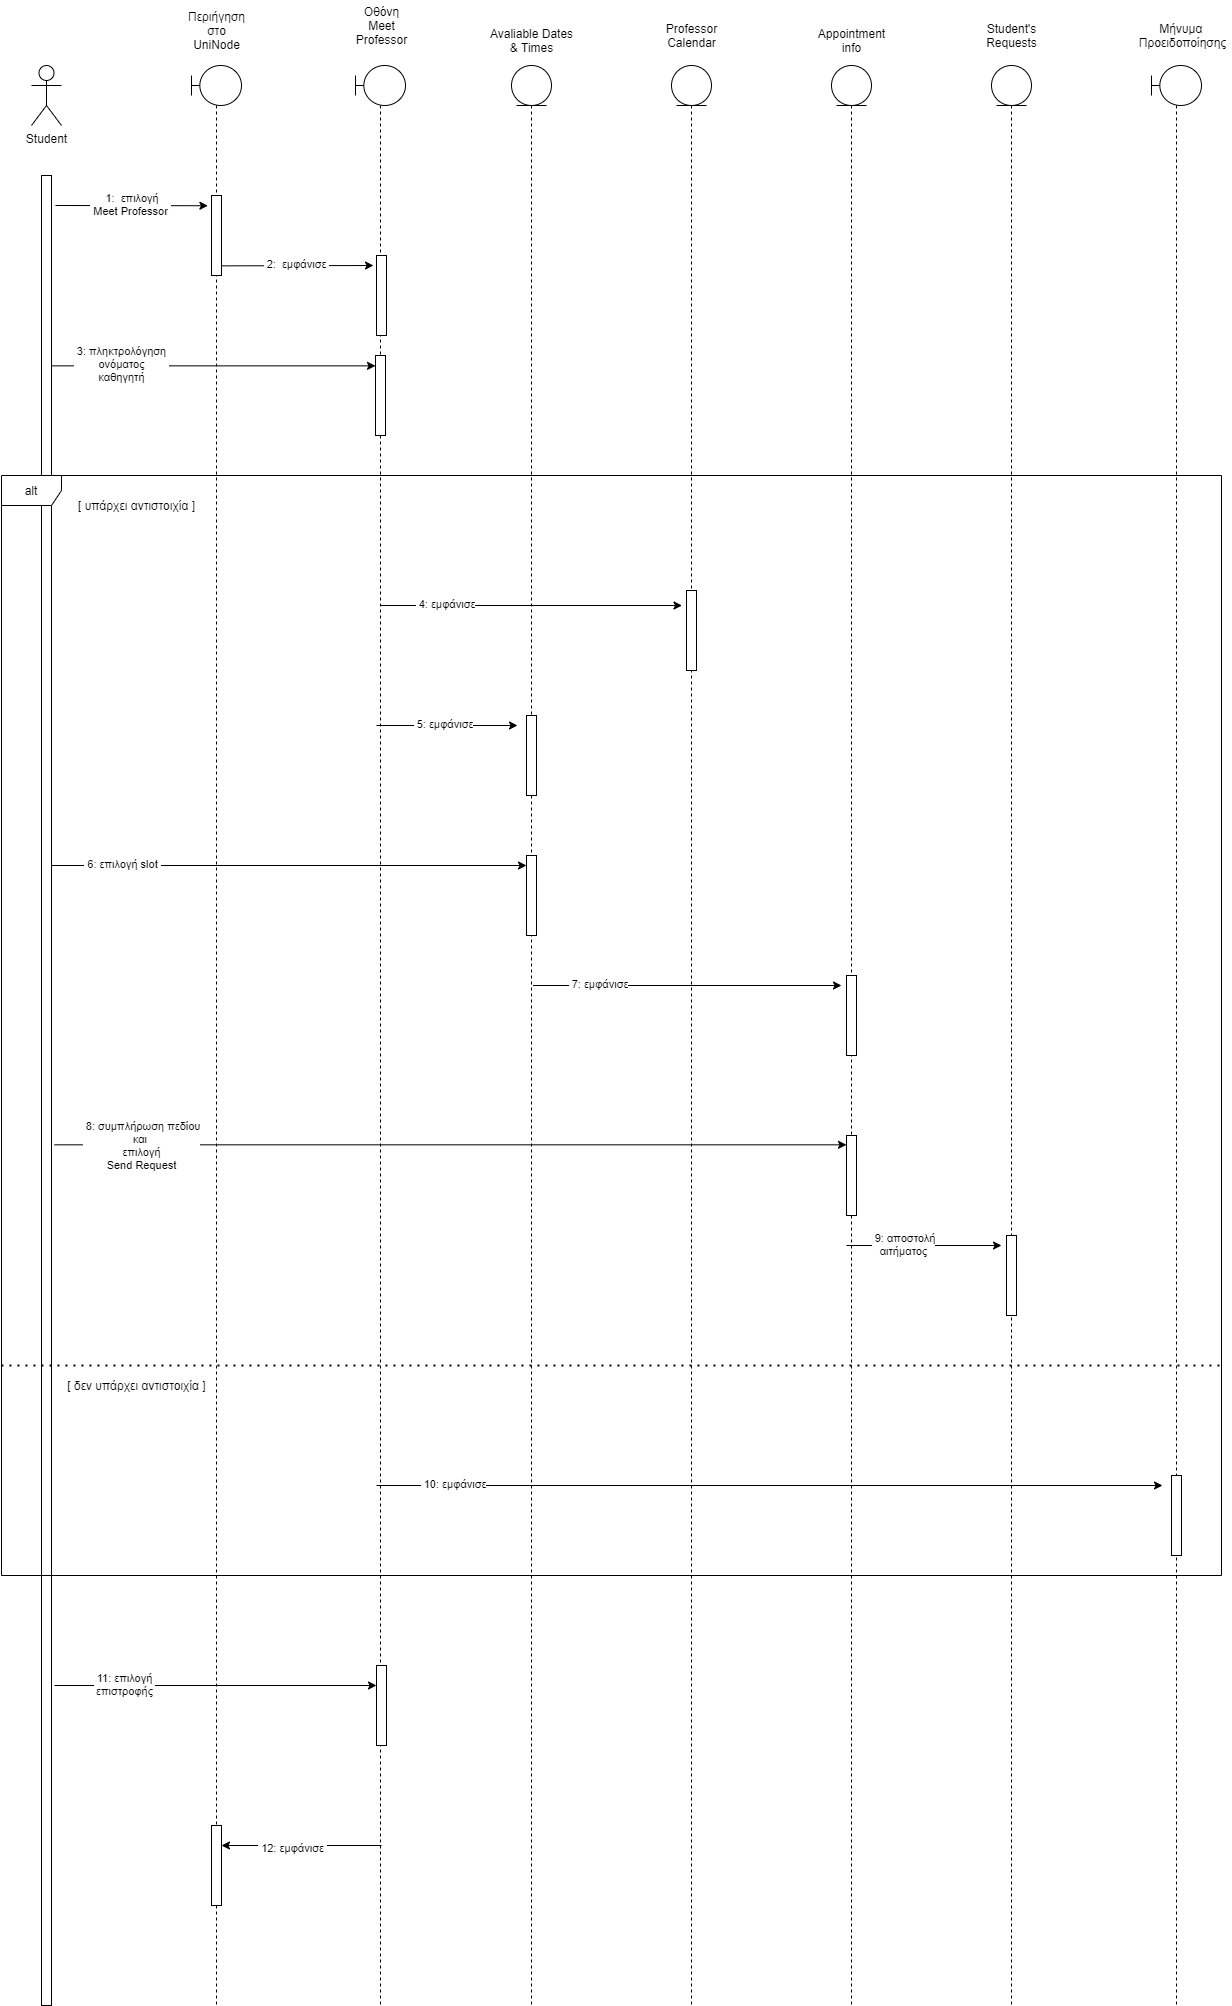 Περιήγηση
στο
UniNode
Οθόνη
Meet
Professor
Avaliable Dates
& Times
Professor
Calendar
Appointment
info
Student's
Requests
Μήνυμα
Προειδοποίησης
Student
1: επιλογή
Meet Professor
2: εμφάνισε
3: πληκτρολόγηση
ονόματος
καθηγητή
alt
[ υπάρχει αντιστοιχία ]
4: εμφάνισε
5: εμφάνισε
6: επιλογή slot
7: εμφάνισε
8: συμπλήρωση πεδίου
και
επιλογή
Send Request
9: αποστολή
αιτήματος
[ δεν υπάρχει αντιστοιχία ]
10: εμφάνισε
11: επιλογή
επιστροφής
12: εμφάνισε